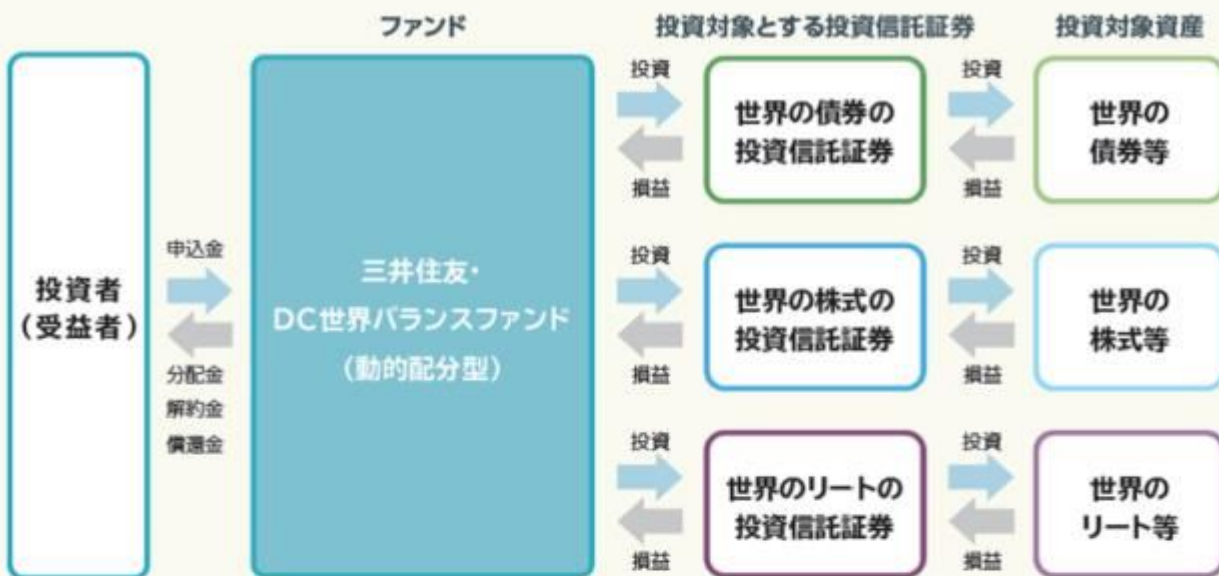 ファンド
投資対象とする投資信託証券
投資対象資産
投資者
(受益者)
申込金
分配金
解約金
償還金
三井住友・
DC世界バランスファンド
(動的配分型)
投資
損益
世界の債券の
投資信託証券
投資
損益
世界の
債券等
投資
損益
世界の株式の
投資信託証券
投資
損益
世界の
株式等
投資
損益
世界のリートの
投資信託証券
投資
損益
世界の
リート等